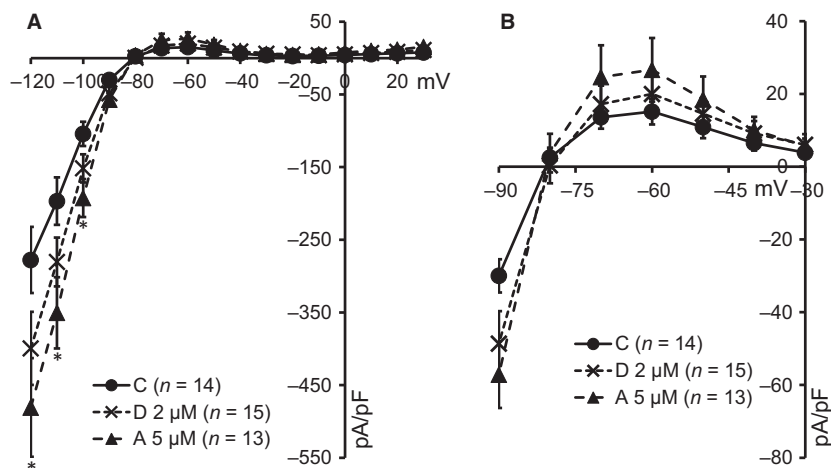 A
50
–120 –100 –80 –60 –40 –20 0 20 mV
–50
–150
–250
–350
–450
–550
pA/pF
*
*
*
C (n = 14)
D 2 µM (n = 15)
A 5 µM (n = 13)
B
40
20
0
–90 –75 –60 –45 mV –30
–20
–40
–60
–80
pA/pF
C (n = 14)
D 2 µM (n = 15)
A 5 µM (n = 13)